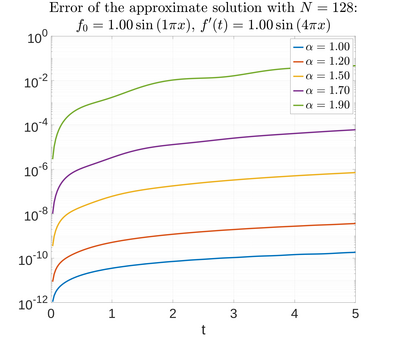 Error of the approximate solution with N = 128:
f₀ = 1.00 sin (1πx), f′(t) = 1.00 sin (4πx)
10⁰
10⁻²
10⁻⁴
10⁻⁶
10⁻⁸
10⁻¹⁰
10⁻¹²
α = 1.00
α = 1.20
α = 1.50
α = 1.70
α = 1.90
0 1 2 3 4 5
t